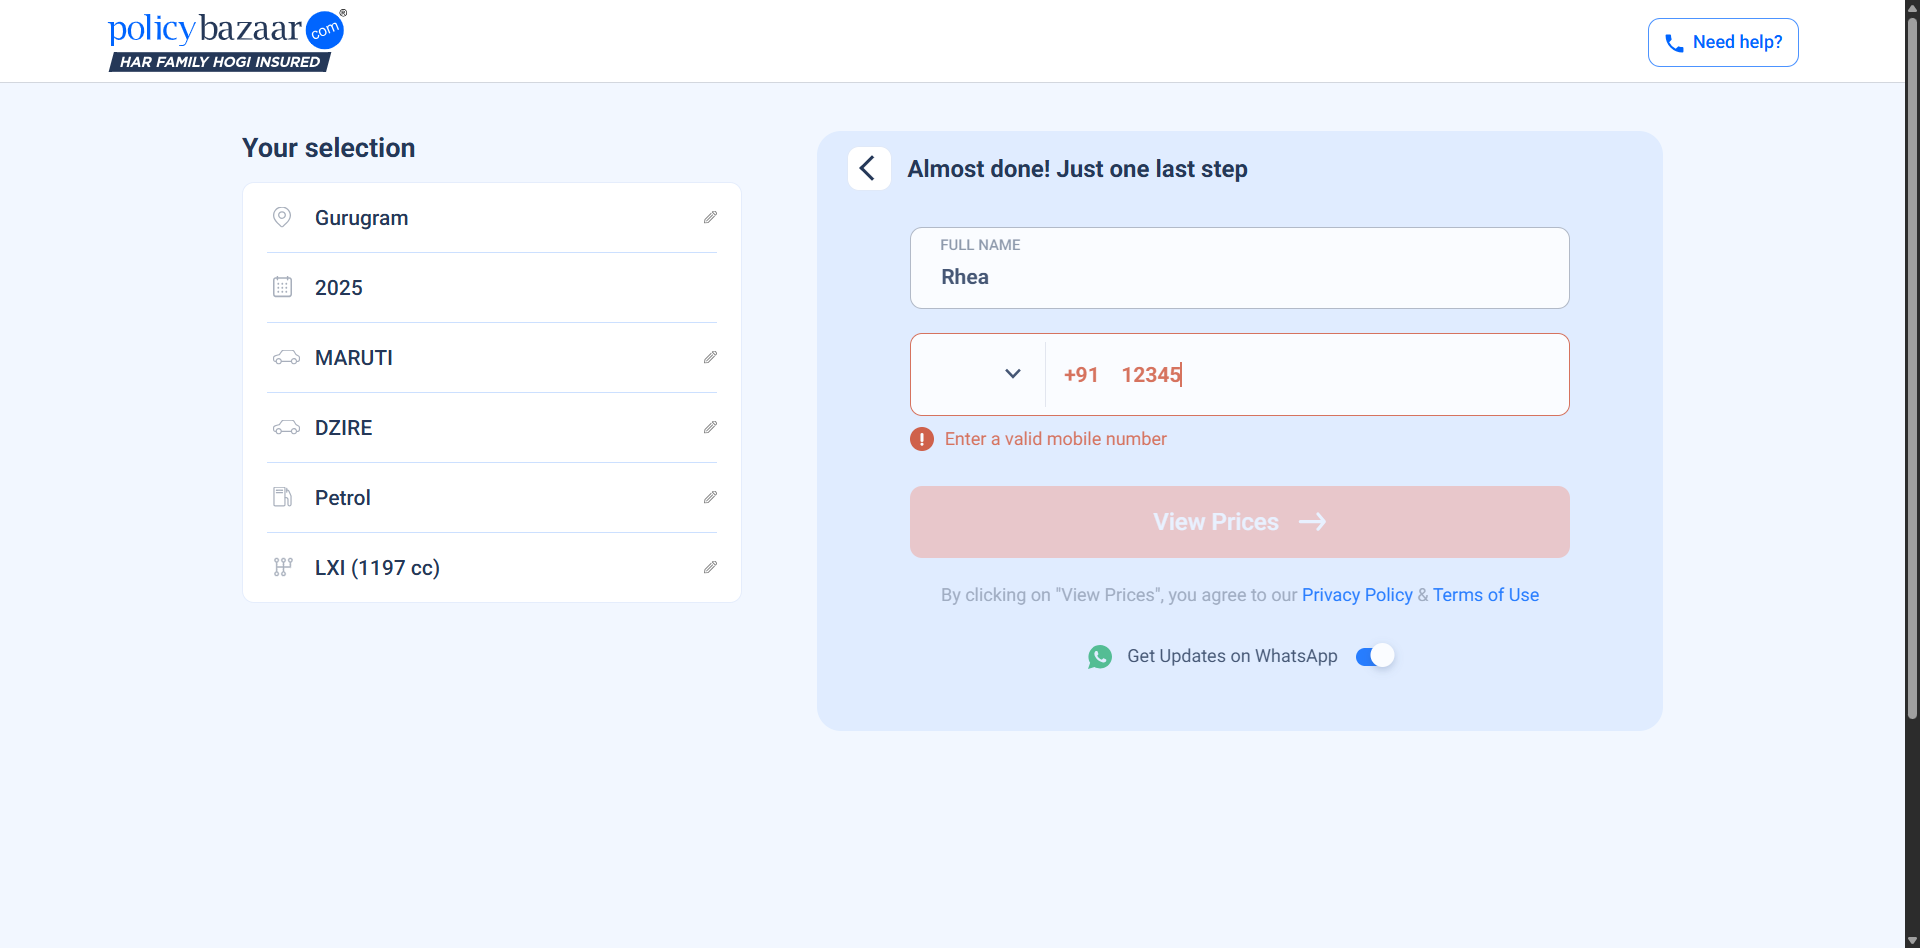 policybazaar com ®
HAR FAMILY HOGI INSURED
Need help?
Your selection
Gurugram
2025
MARUTI
DZIRE
Petrol
LXI (1197 cc)
Almost done! Just one last step
FULL NAME
Rhea
+91 12345
! Enter a valid mobile number
View Prices
By clicking on "View Prices", you agree to our Privacy Policy & Terms of Use
Get Updates on WhatsApp